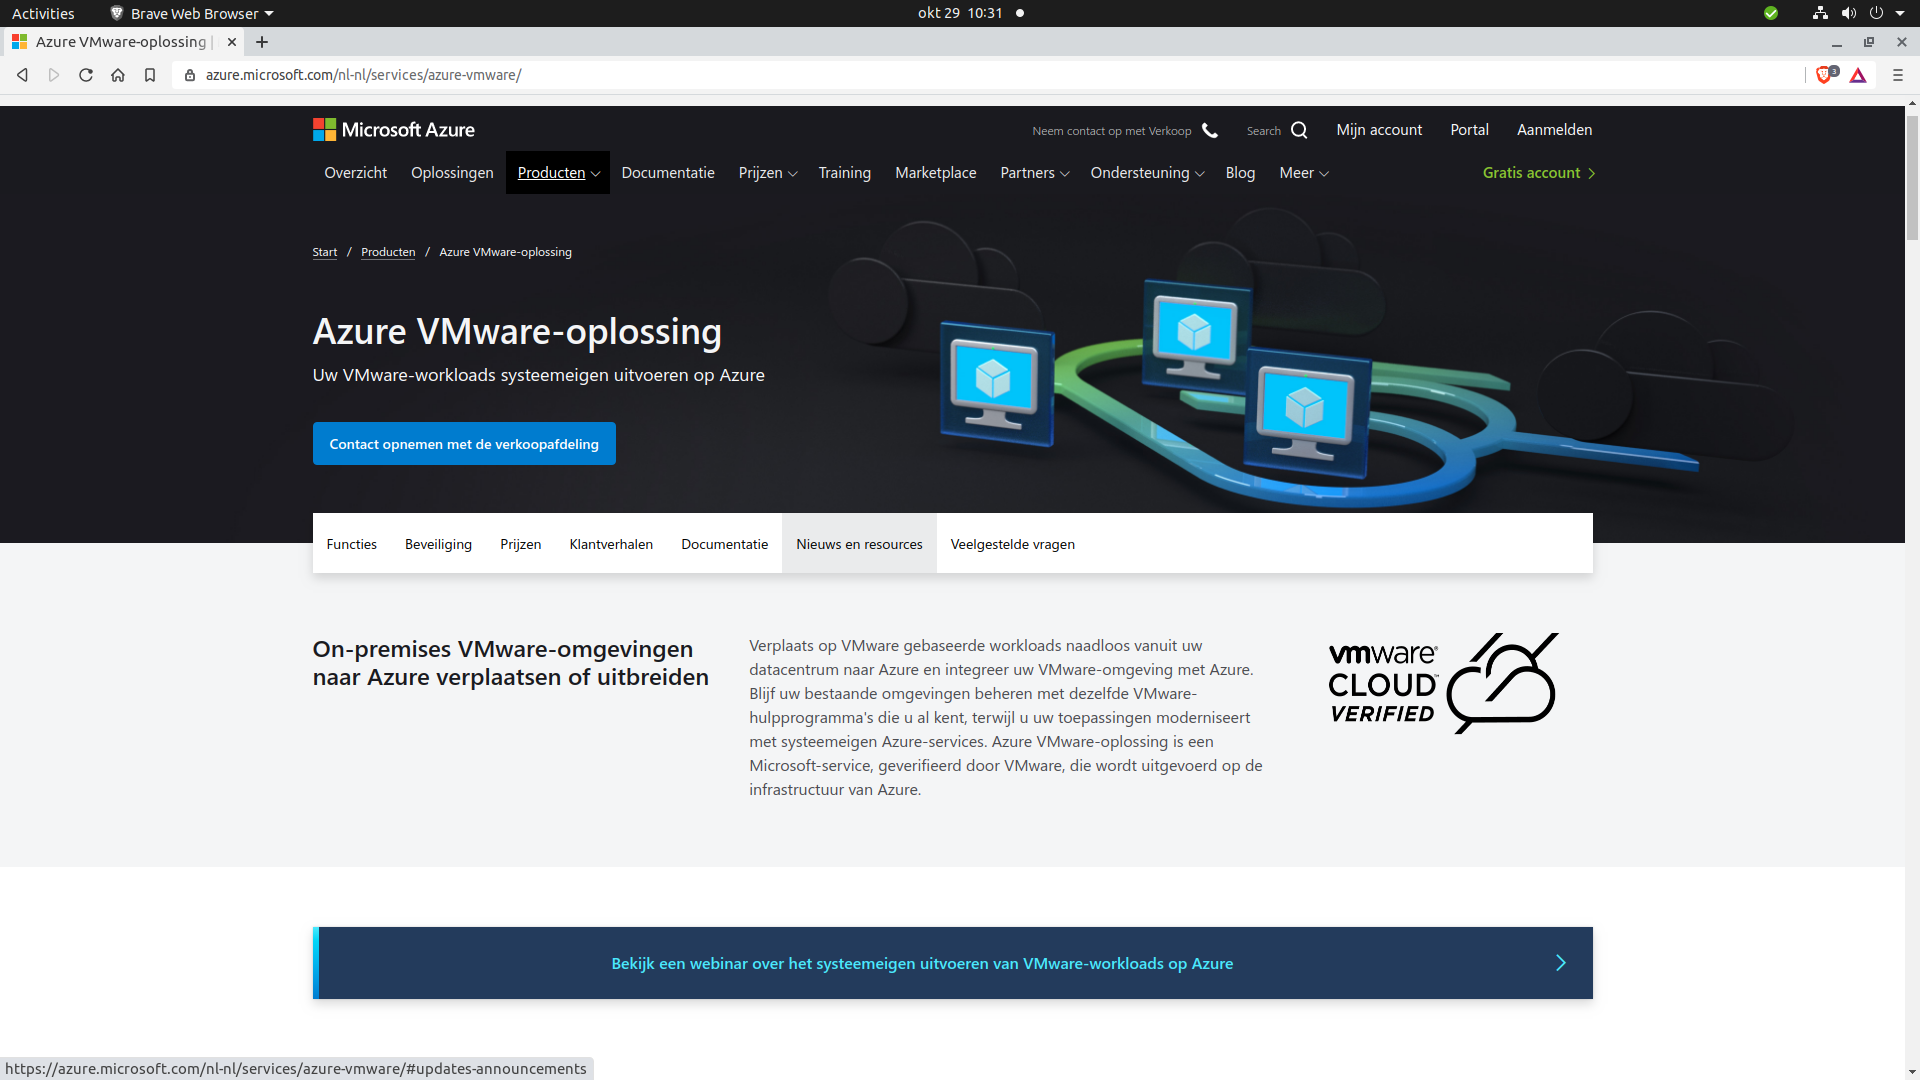 Activities
Brave Web Browser
okt 29 10:31
Azure VMware-oplossing |
azure.microsoft.com/nl-nl/services/azure-vmware/
3
Microsoft Azure
Neem contact op met Verkoop
Search
Mijn account
Portal
Aanmelden
Overzicht
Oplossingen
Producten
Documentatie
Prijzen
Training
Marketplace
Partners
Ondersteuning
Blog
Meer
Gratis account
Start / Producten / Azure VMware-oplossing
Azure VMware-oplossing
Uw VMware-workloads systeemeigen uitvoeren op Azure
Contact opnemen met de verkoopafdeling
Functies
Beveiliging
Prijzen
Klantverhalen
Documentatie
Nieuws en resources
Veelgestelde vragen
On-premises VMware-omgevingen
naar Azure verplaatsen of uitbreiden
Verplaats op VMware gebaseerde workloads naadloos vanuit uw
datacentrum naar Azure en integreer uw VMware-omgeving met Azure.
Blijf uw bestaande omgevingen beheren met dezelfde VMware-
hulpprogramma's die u al kent, terwijl u uw toepassingen moderniseert
met systeemeigen Azure-services. Azure VMware-oplossing is een
Microsoft-service, geverifieerd door VMware, die wordt uitgevoerd op de
infrastructuur van Azure.
vmware®
CLOUD™
VERIFIED
Bekijk een webinar over het systeemeigen uitvoeren van VMware-workloads op Azure
https://azure.microsoft.com/nl-nl/services/azure-vmware/#updates-announcements